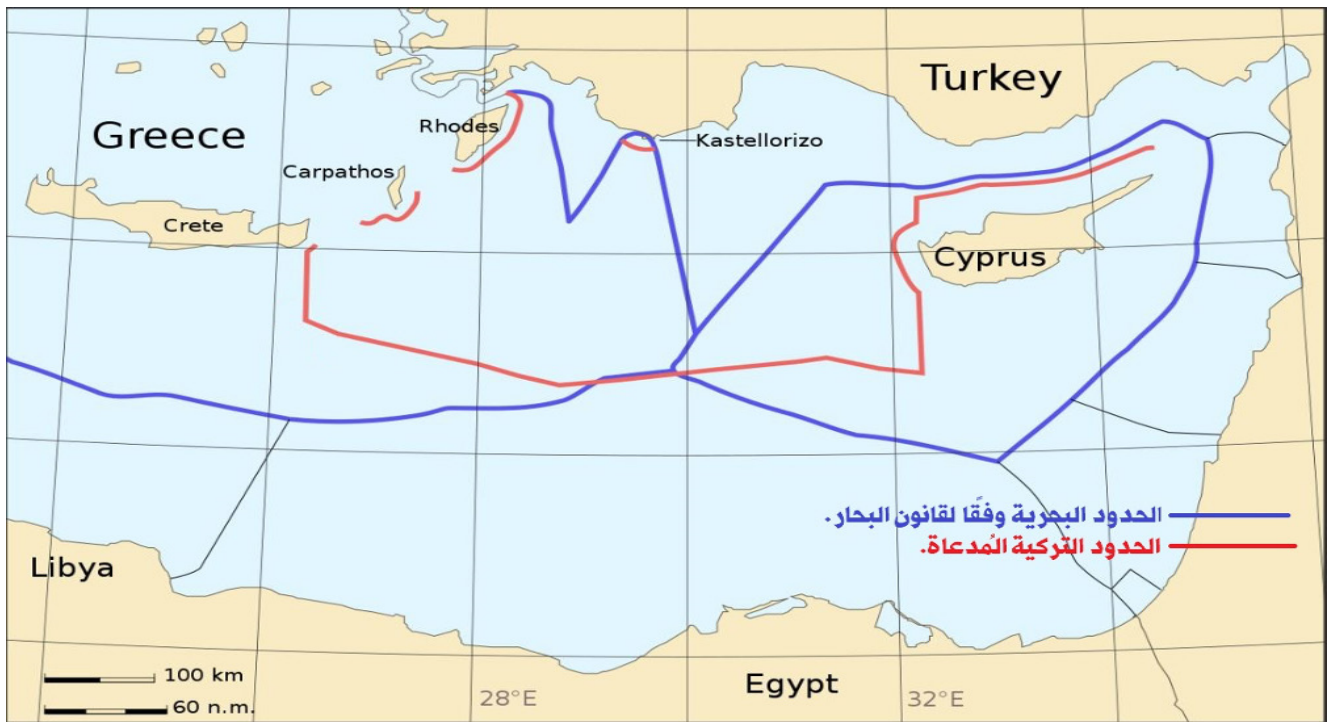 Turkey
Greece
Rhodes
Kastellorizo
Carpathos
Crete
Cyprus
الحدود البحرية وفقًا لقانون البحار.
الحدود التركية المُدعاة.
Libya
100 km
60 n.m.
28°E
Egypt
32°E